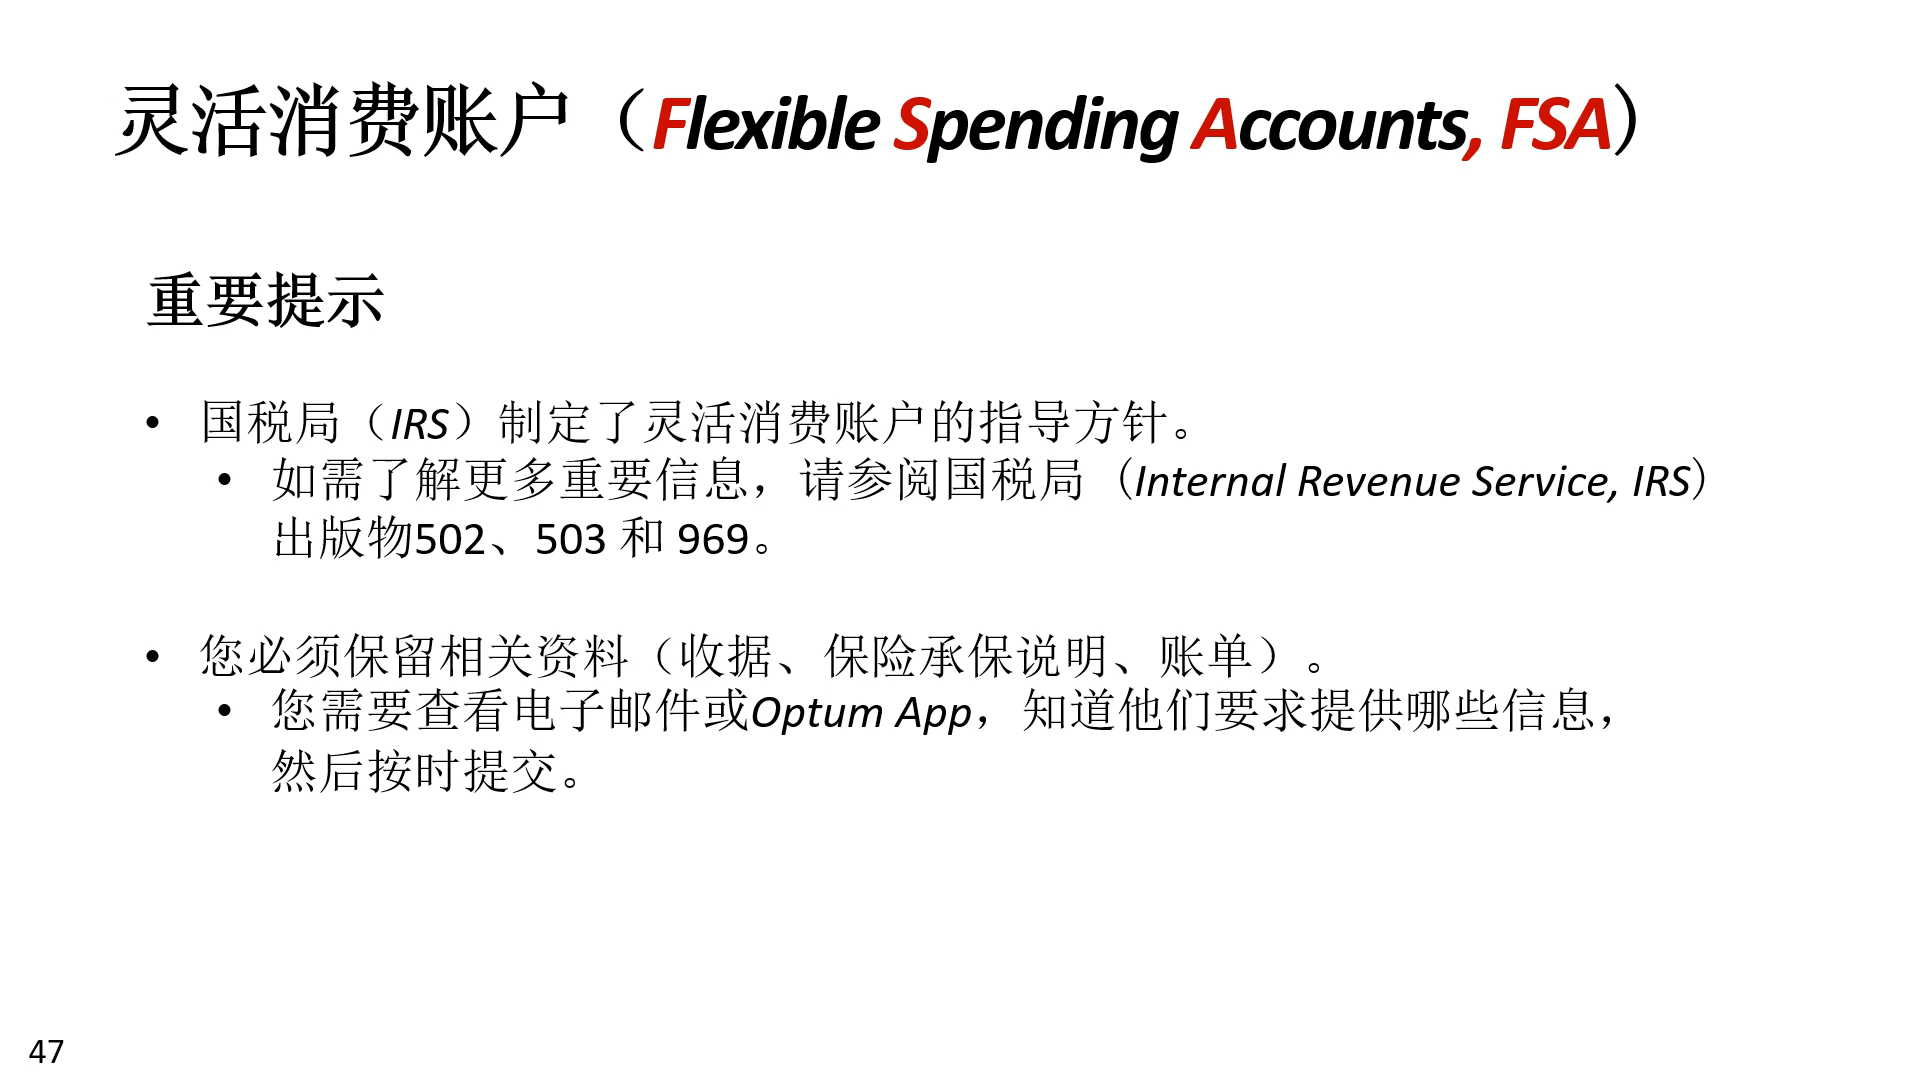 灵活消费账户（Flexible Spending Accounts, FSA）
重要提示
• 国税局（IRS）制定了灵活消费账户的指导方针。
• 如需了解更多重要信息，请参阅国税局（Internal Revenue Service, IRS）
出版物502、503 和 969。
• 您必须保留相关资料（收据、保险承保说明、账单）。
• 您需要查看电子邮件或Optum App，知道他们要求提供哪些信息，
然后按时提交。
47